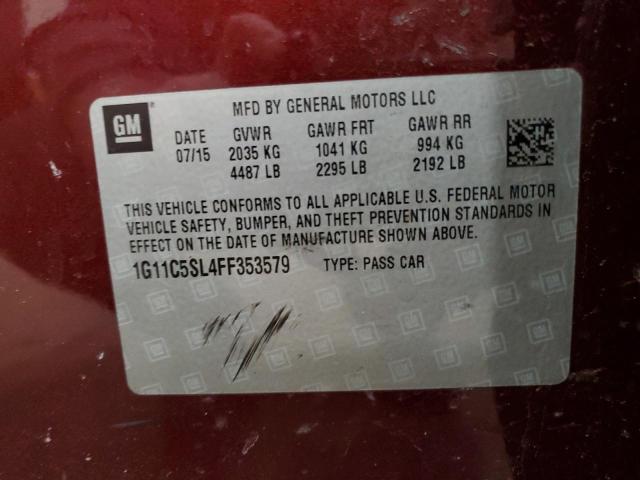 GM
MFD BY GENERAL MOTORS LLC
DATE GVWR GAWR FRT GAWR RR
07/15 2035 KG 1041 KG 994 KG
4487 LB 2295 LB 2192 LB
THIS VEHICLE CONFORMS TO ALL APPLICABLE U.S. FEDERAL MOTOR
VEHICLE SAFETY, BUMPER, AND THEFT PREVENTION STANDARDS IN
EFFECT ON THE DATE OF MANUFACTURE SHOWN ABOVE.
1G11C5SL4FF353579 TYPE: PASS CAR